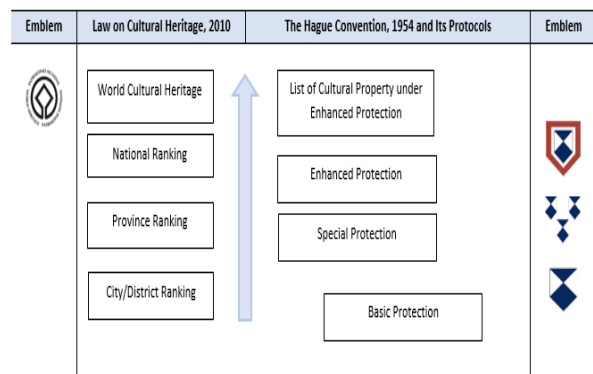 Emblem
Law on Cultural Heritage, 2010
The Hague Convention, 1954 and Its Protocols
Emblem
World Cultural Heritage
National Ranking
Province Ranking
City/District Ranking
List of Cultural Property under
Enhanced Protection
Enhanced Protection
Special Protection
Basic Protection